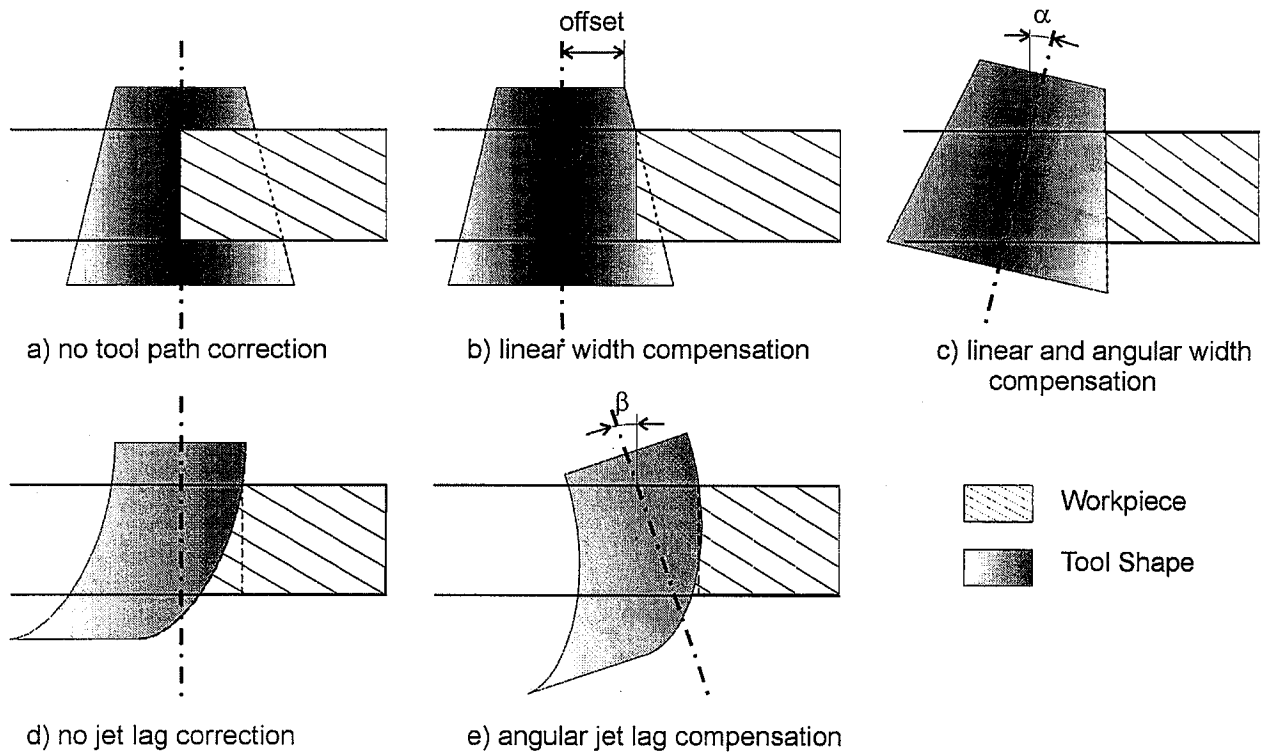 offset
α
a) no tool path correction
b) linear width compensation
c) linear and angular width
compensation
β
Workpiece
Tool Shape
d) no jet lag correction
e) angular jet lag compensation